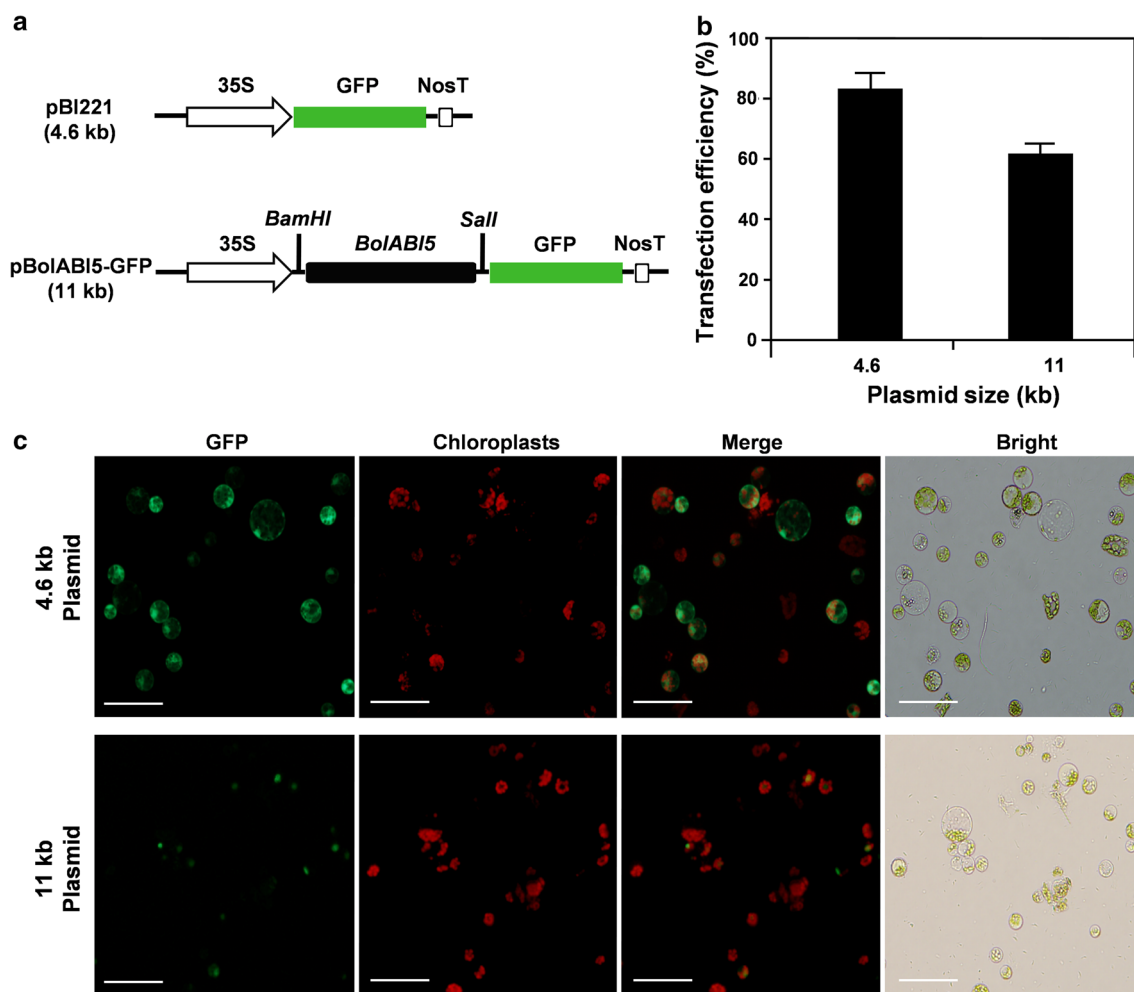 a
35S GFP NosT
pBI221
(4.6 kb)
BamHI SalI
35S BolABI5 GFP NosT
pBolABI5-GFP
(11 kb)
b
Transfection efficiency (%)
100
80
60
40
20
0
4.6 11
Plasmid size (kb)
c
GFP Chloroplasts Merge Bright
4.6 kb
Plasmid
11 kb
Plasmid